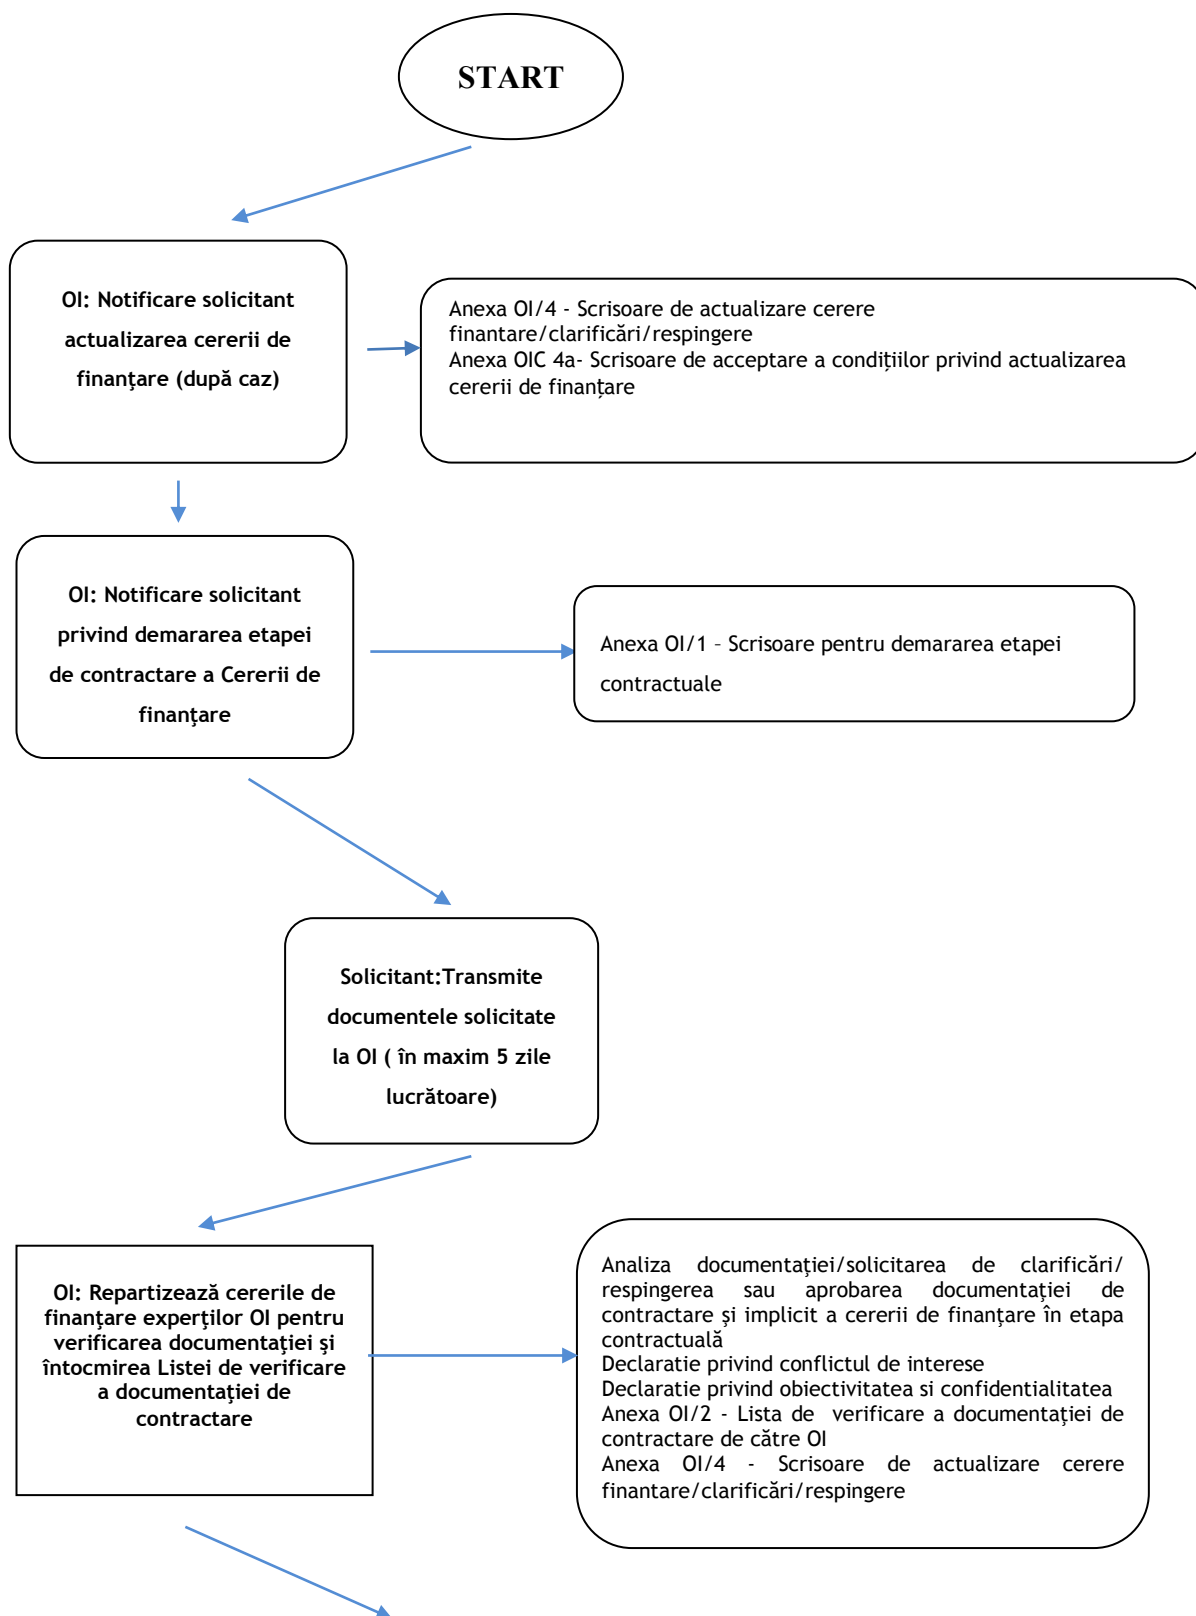 START
OI: Notificare solicitant
actualizarea cererii de
finanţare (după caz)
Anexa OI/4 - Scrisoare de actualizare cerere
finantare/clarificări/respingere
Anexa OIC 4a- Scrisoare de acceptare a condițiilor privind actualizarea
cererii de finanțare
OI: Notificare solicitant
privind demararea etapei
de contractare a Cererii de
finanţare
Anexa OI/1 – Scrisoare pentru demararea etapei
contractuale
Solicitant:Transmite
documentele solicitate
la OI ( în maxim 5 zile
lucrătoare)
OI: Repartizează cererile de
finanţare experţilor OI pentru
verificarea documentaţiei şi
întocmirea Listei de verificare
a documentaţiei de
contractare
Analiza documentaţiei/solicitarea de clarificări/
respingerea sau aprobarea documentaţiei de
contractare şi implicit a cererii de finanţare în etapa
contractuală
Declaratie privind conflictul de interese
Declaratie privind obiectivitatea si confidentialitatea
Anexa OI/2 - Lista de verificare a documentaţiei de
contractare de către OI
Anexa OI/4 - Scrisoare de actualizare cerere
finantare/clarificări/respingere